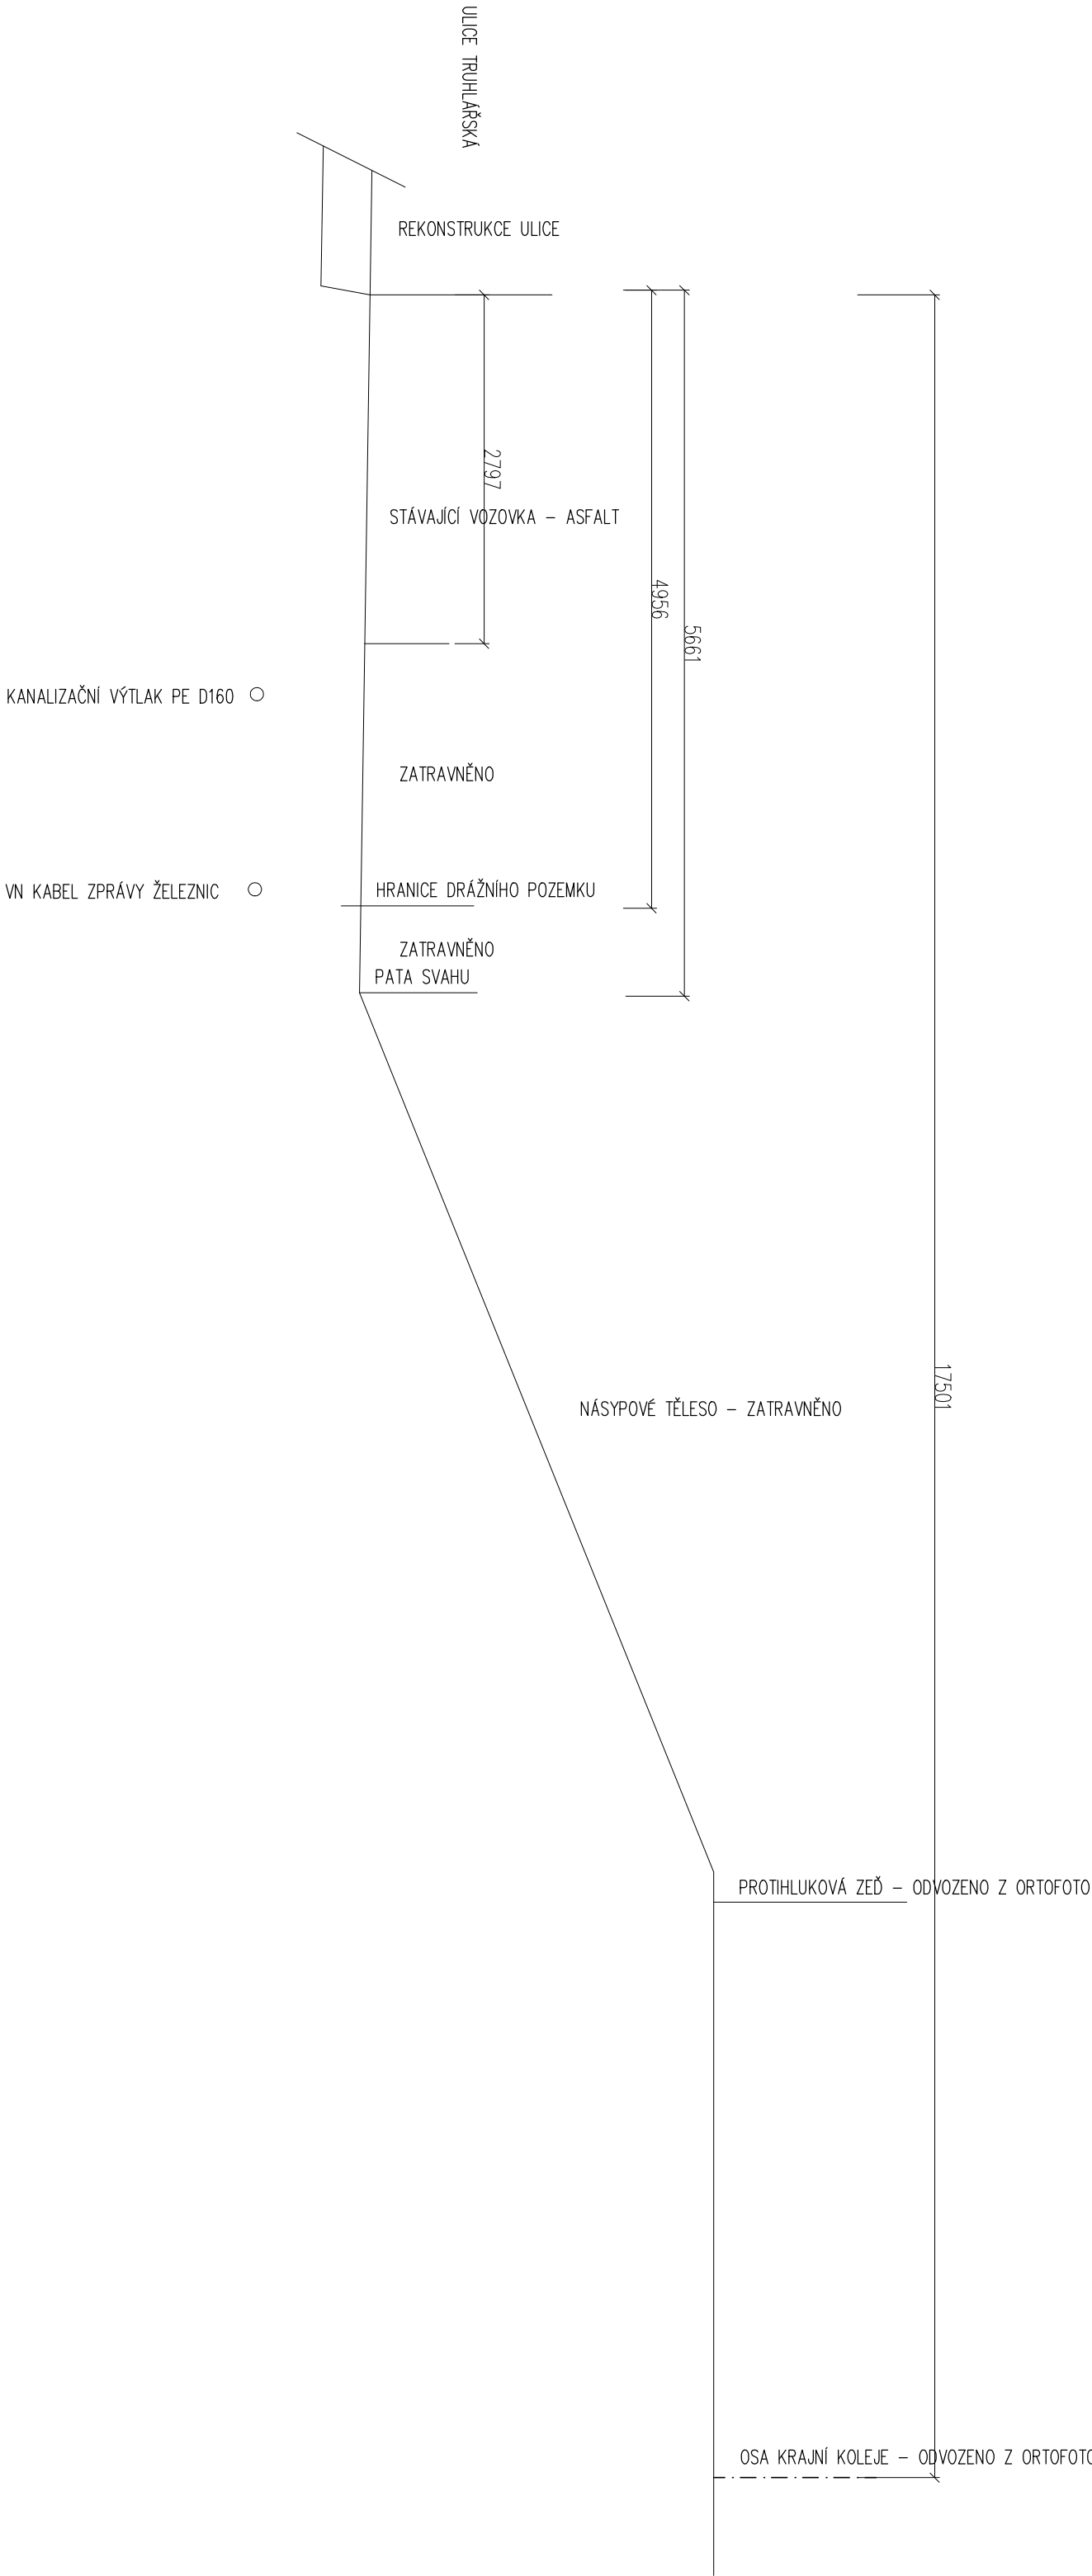 ULICE TRUHLÁŘSKÁ
REKONSTRUKCE ULICE
2797
STÁVAJÍCÍ VOZOVKA – ASFALT
4956
5661
KANALIZAČNÍ VÝTLAK PE D160
ZATRAVNĚNO
VN KABEL ZPRÁVY ŽELEZNIC
HRANICE DRÁŽNÍHO POZEMKU
ZATRAVNĚNO
PATA SVAHU
17501
NÁSYPOVÉ TĚLESO – ZATRAVNĚNO
PROTIHLUKOVÁ ZEĎ – ODVOZENO Z ORTOFOTO
OSA KRAJNÍ KOLEJE – ODVOZENO Z ORTOFOTO